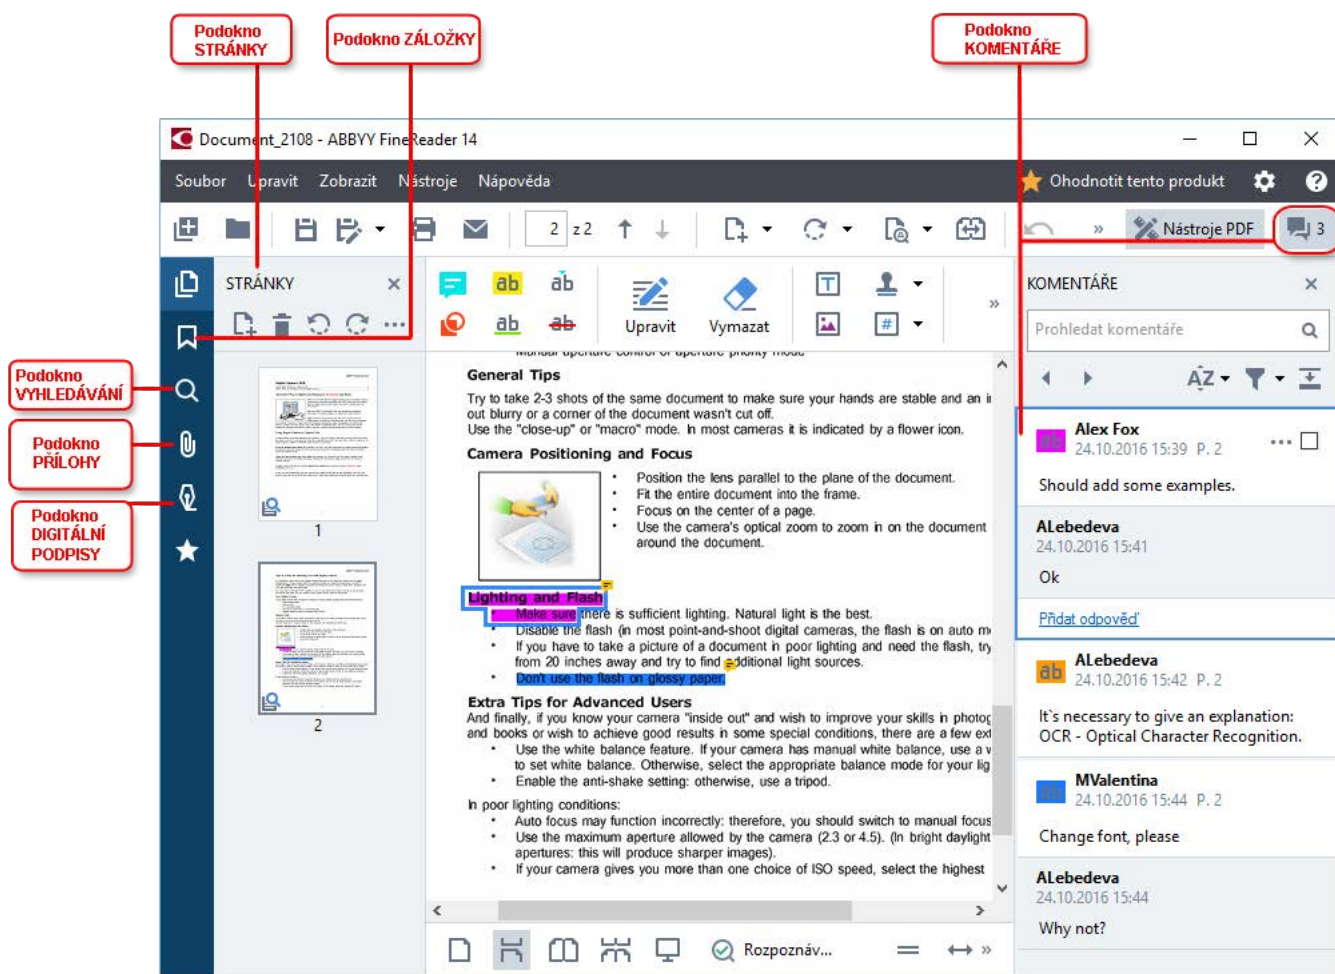 Podokno
STRÁNKY
Podokno ZÁLOŽKY
Podokno
KOMENTÁŘE
Document_2108 - ABBYY FineReader 14
Soubor Upravit Zobrazit Nástroje Nápověda
Ohodnotit tento produkt
2 z 2
Nástroje PDF
3
STRÁNKY
Podokno
VYHLEDÁVÁNÍ
Podokno
PŘÍLOHY
Podokno
DIGITÁLNÍ
PODPISY
1
2
ab ab
ab ab
Upravit Vymazat
T
#
Manual aperture control or aperture priority mode
General Tips
Try to take 2-3 shots of the same document to make sure your hands are stable and an i
out blurry or a corner of the document wasn't cut off.
Use the "close-up" or "macro" mode. In most cameras it is indicated by a flower icon.
Camera Positioning and Focus
• Position the lens parallel to the plane of the document.
• Fit the entire document into the frame.
• Focus on the center of a page.
• Use the camera's optical zoom to zoom in on the document
around the document.
Lighting and Flash
• Make sure there is sufficient lighting. Natural light is the best.
• Disable the flash (in most point-and-shoot digital cameras, the flash is on auto m
• If you have to take a picture of a document in poor lighting and need the flash, try
from 20 inches away and try to find additional light sources.
• Don't use the flash on glossy paper.
Extra Tips for Advanced Users
And finally, if you know your camera "inside out" and wish to improve your skills in photog
and books or wish to achieve good results in some special conditions, there are a few ext
• Use the white balance feature. If your camera has manual white balance, use a w
to set white balance. Otherwise, select the appropriate balance mode for your lig
• Enable the anti-shake setting: otherwise, use a tripod.
In poor lighting conditions:
• Auto focus may function incorrectly: therefore, you should switch to manual focus
• Use the maximum aperture allowed by the camera (2.3 or 4.5). (In bright daylight
apertures: this will produce sharper images).
• If your camera gives you more than one choice of ISO speed, select the highest
Rozpoznáv...
KOMENTÁŘE
Prohledat komentáře
AZ
ab Alex Fox
24.10.2016 15:39 P. 2
Should add some examples.
ALebedeva
24.10.2016 15:41
Ok
Přidat odpověď
ab ALebedeva
24.10.2016 15:42 P. 2
It`s necessary to give an explanation:
OCR - Optical Character Recognition.
ab MValentina
24.10.2016 15:44 P. 2
Change font, please
ALebedeva
24.10.2016 15:44
Why not?